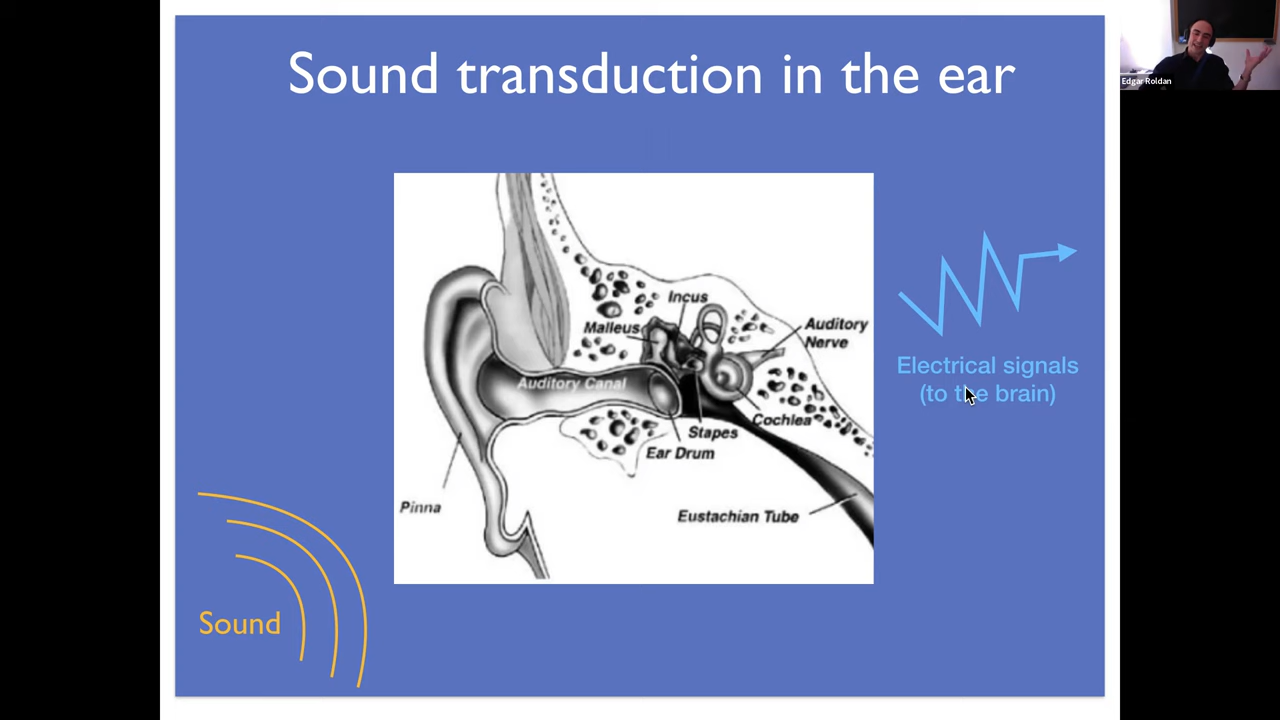 Sound transduction in the ear
Edgar Roldan
Incus
Malleus
Auditory
Nerve
Auditory Canal
Cochlea
Stapes
Ear Drum
Pinna
Eustachian Tube
Electrical signals
(to the brain)
Sound